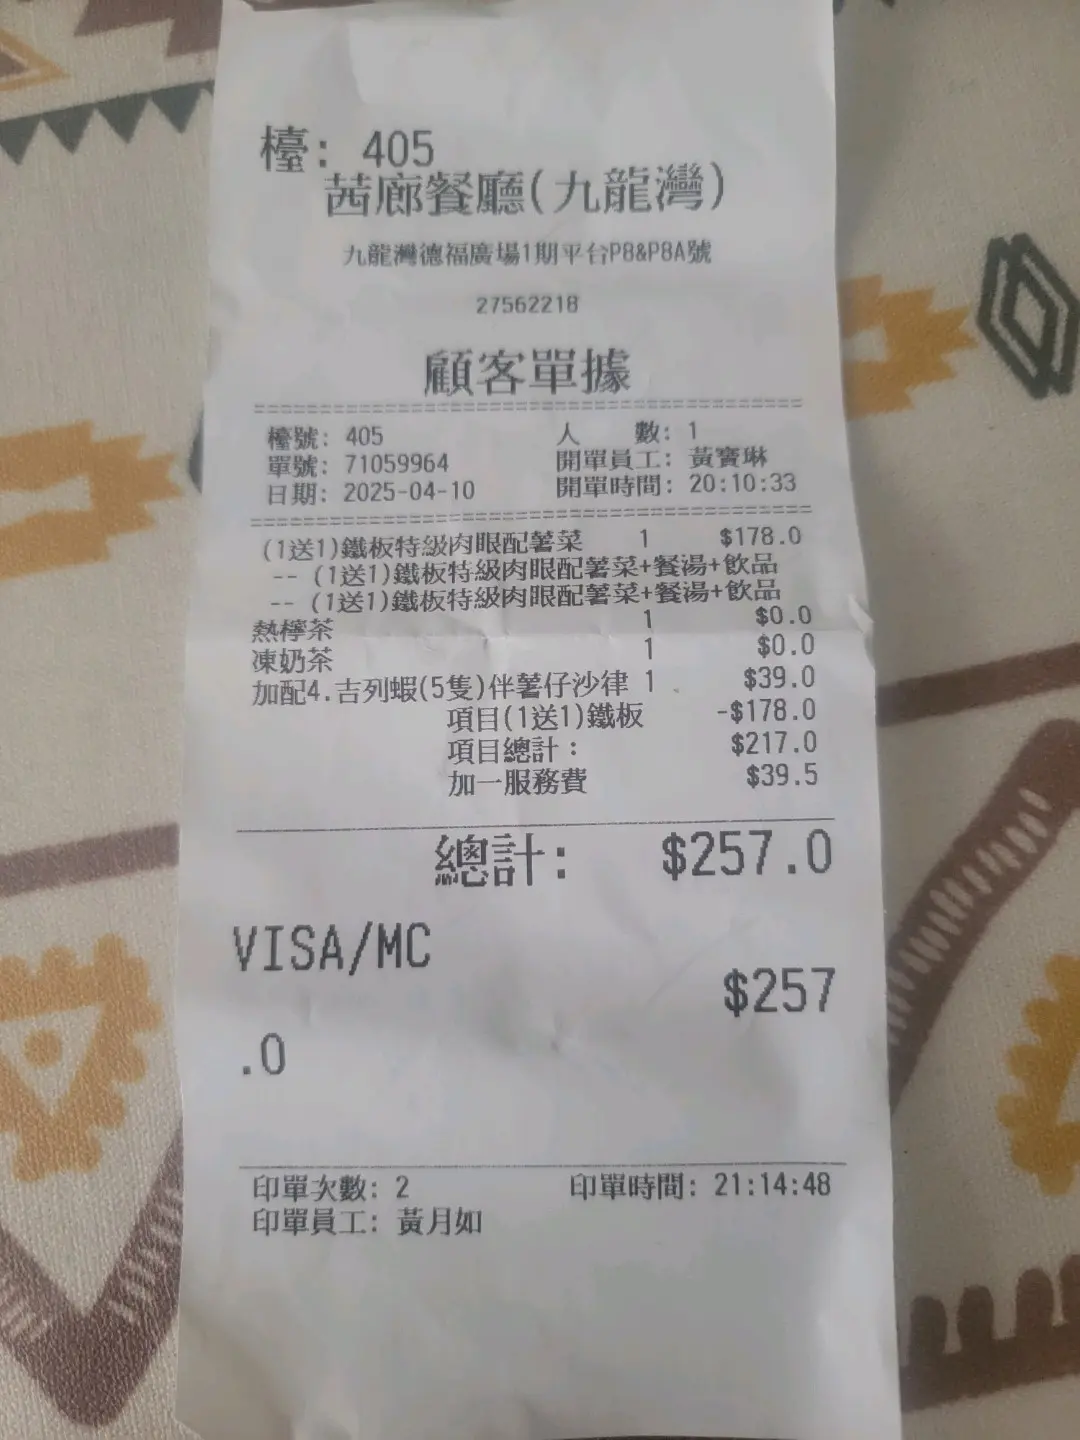 檯: 405
茜廊餐廳(九龍灣)
九龍灣德福廣場1期平台P8&P8A號
27562218
顧客單據
檯號: 405 人 數: 1
單號: 71059964 開單員工: 黃寶琳
日期: 2025-04-10 開單時間: 20:10:33
(1送1)鐵板特級肉眼配薯菜 1 $178.0
-- (1送1)鐵板特級肉眼配薯菜+餐湯+飲品
-- (1送1)鐵板特級肉眼配薯菜+餐湯+飲品
熱檸茶 1 $0.0
凍奶茶 1 $0.0
加配4.吉列蝦(5隻)伴薯仔沙律 1 $39.0
項目(1送1)鐵板 -$178.0
項目總計: $217.0
加一服務費 $39.5
總計: $257.0
VISA/MC
$257
.0
印單次數: 2 印單時間: 21:14:48
印單員工: 黃月如